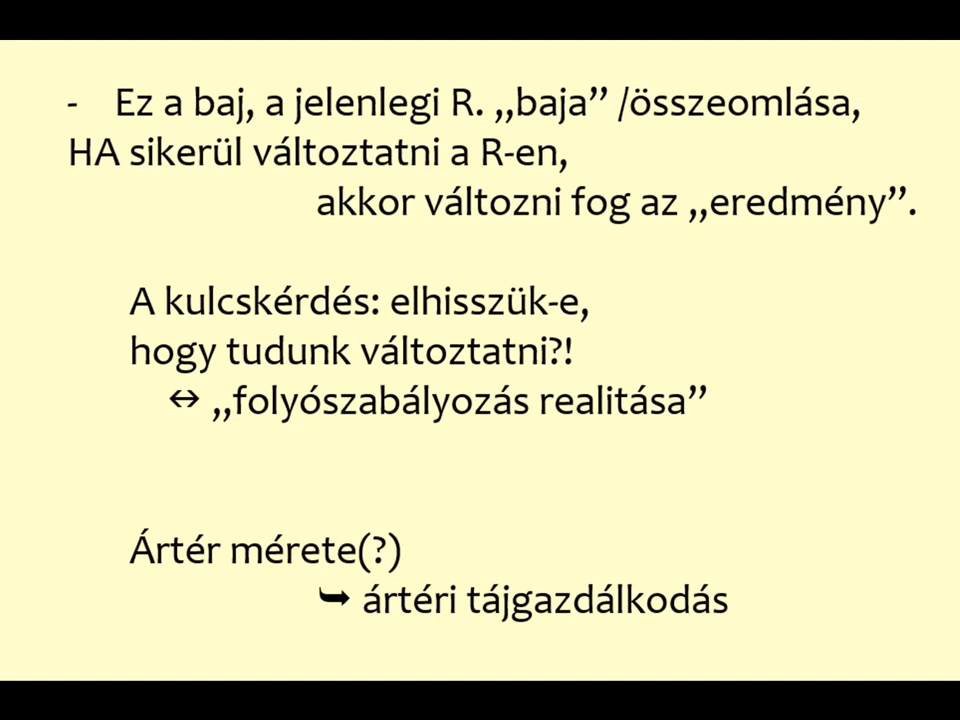 - Ez a baj, a jelenlegi R. „baja” /összeomlása,
HA sikerül változtatni a R-en,
akkor változni fog az „eredmény”.
A kulcskérdés: elhisszük-e,
hogy tudunk változtatni?!
↔ „folyószabályozás realitása”
Ártér mérete(?)
➥ ártéri tájgazdálkodás